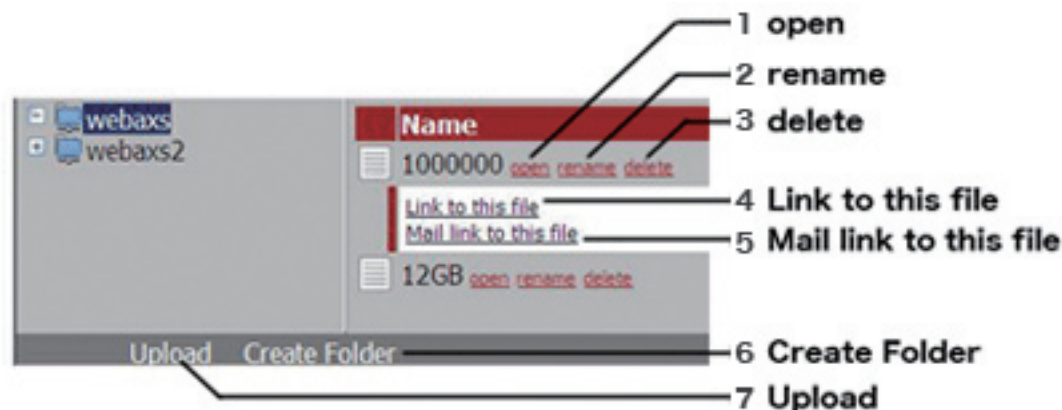 1 open
2 rename
3 delete
4 Link to this file
5 Mail link to this file
6 Create Folder
7 Upload
webaxs
webaxs2
Name
1000000 open rename delete
Link to this file
Mail link to this file
12GB open rename delete
Upload Create Folder